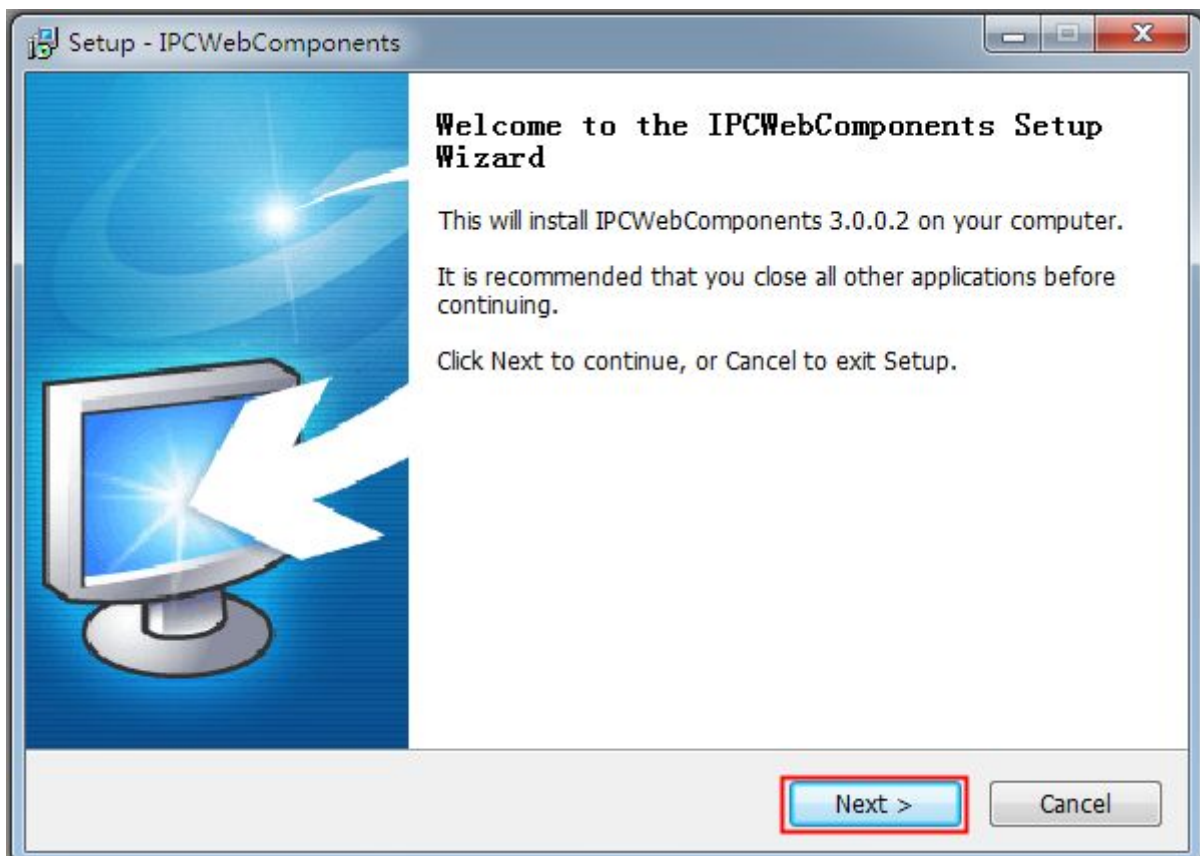 Setup - IPCWebComponents
Welcome to the IPCWebComponents Setup
Wizard
This will install IPCWebComponents 3.0.0.2 on your computer.
It is recommended that you close all other applications before
continuing.
Click Next to continue, or Cancel to exit Setup.
Next >
Cancel